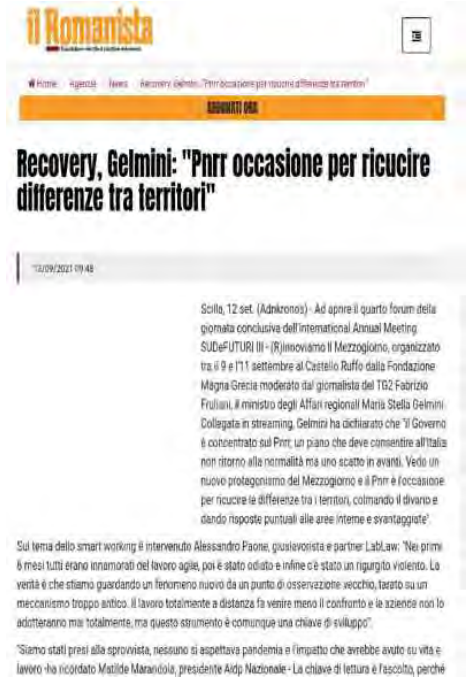 il Romanista
Home Agenzie News Recovery, Gelmini: "Pnrr occasione per ricucire differenze tra territori"
ABBONATI ORA
Recovery, Gelmini: "Pnrr occasione per ricucire
differenze tra territori"
09:48
Scilla, 12 set. (Adnkronos) - Ad aprire il quarto forum della
giornata conclusiva dell'International Annual Meeting
SUDeFUTURI III - (R)innoviamo il Mezzogiorno, organizzato
tra il 9 e l'11 settembre al Castello Ruffo dalla Fondazione
Magna Grecia moderato dal giornalista del TG2 Fabrizio
Frullani, il ministro degli Affari regionali Maria Stella Gelmini.
Collegata in streaming, Gelmini ha dichiarato che "il Governo
è concentrato sul Pnrr, un piano che deve consentire all'Italia
non ritorno alla normalità ma uno scatto in avanti. Vedo un
nuovo protagonismo del Mezzogiorno e il Pnrr è l'occasione
per ricucire le differenze tra i territori, colmando il divario e
dando risposte puntuali alle aree interne e svantaggiate".
Sul tema dello smart working è intervenuto Alessandro Paone, giuslavorista e partner LabLaw: "Nei primi
6 mesi tutti erano innamorati del lavoro agile, poi è stato odiato e infine c'è stato un rigurgito violento. La
verità è che stiamo guardando un fenomeno nuovo da un punto di osservazione vecchio, tarato su un
meccanismo troppo antico. Il lavoro totalmente a distanza fa venire meno il confronto e le aziende non lo
adotteranno mai totalmente, ma questo strumento è comunque una chiave di sviluppo".
"Siamo stati presi alla sprovvista, nessuno si aspettava pandemia e l'impatto che avrebbe avuto su vita e
lavoro -ha ricordato Matilde Marandola, presidente Aidp Nazionale - La chiave di lettura è l'ascolto, perché